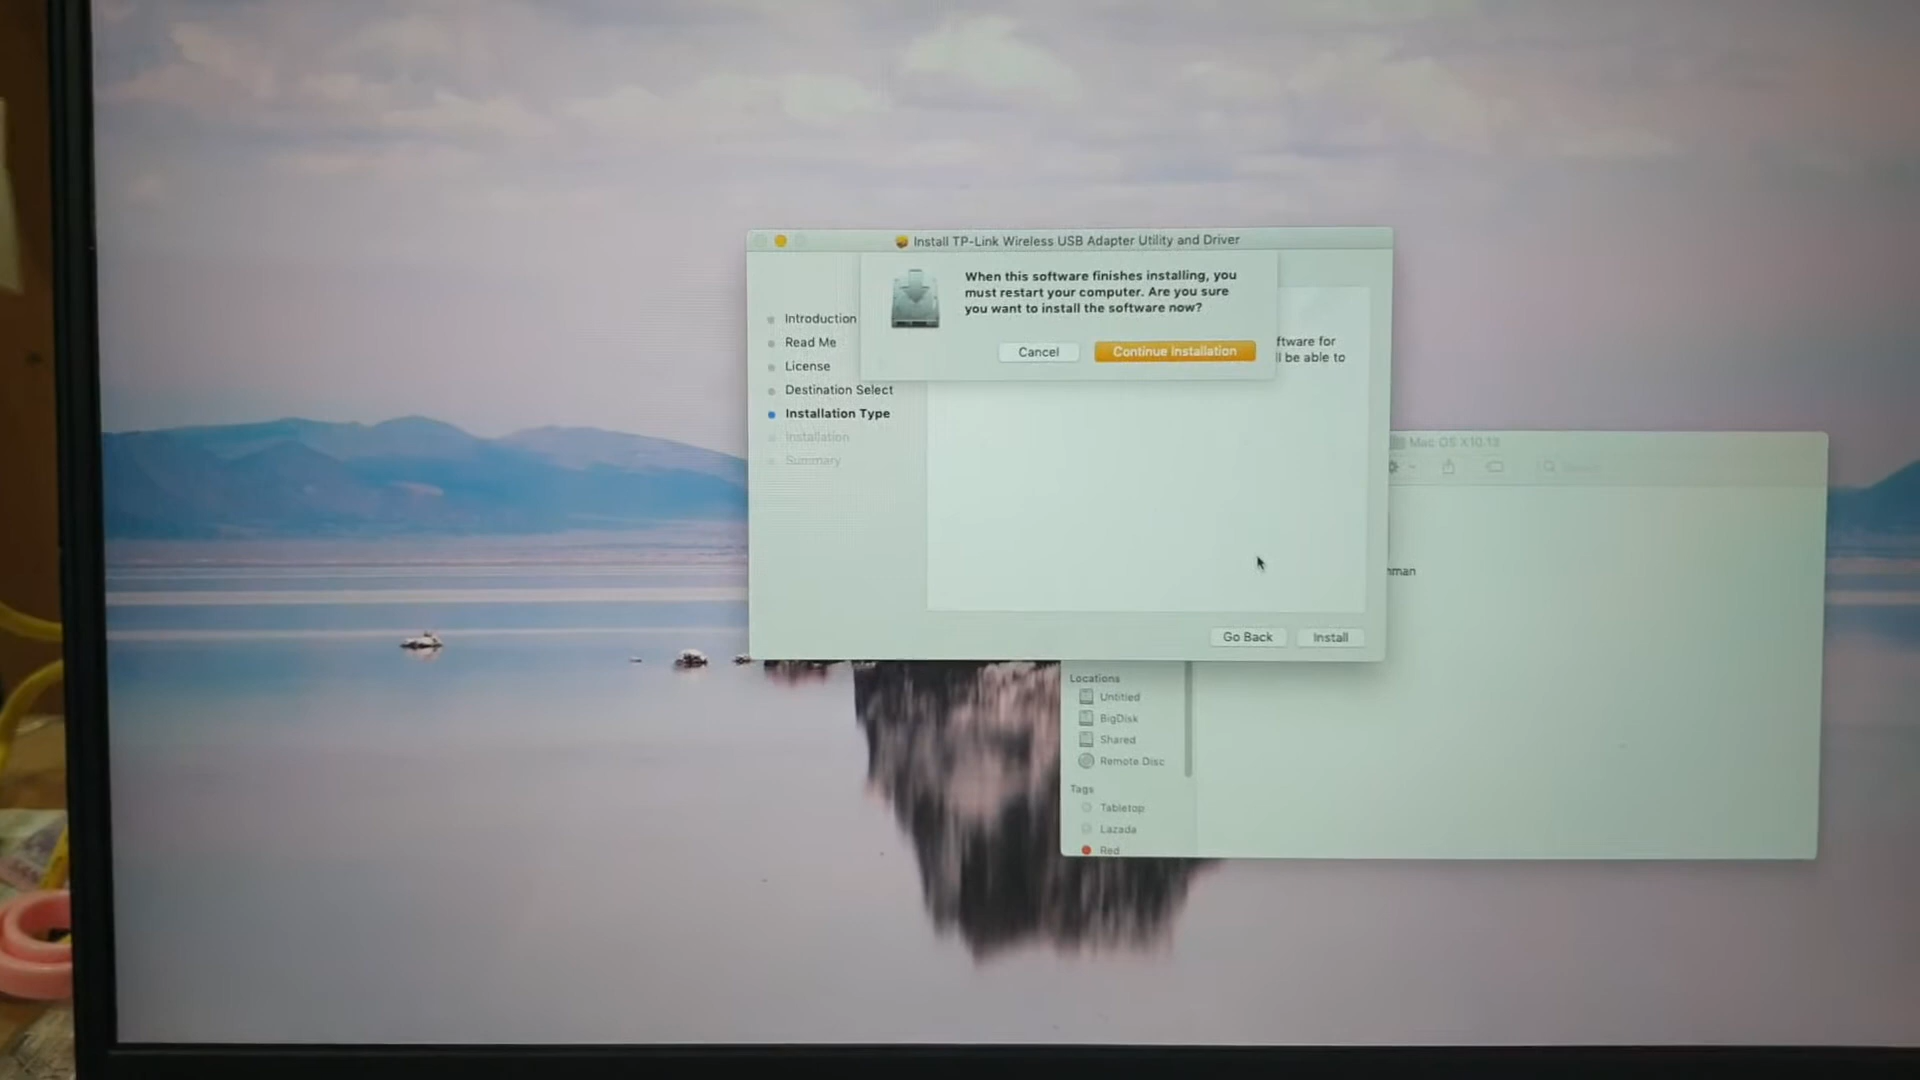 Install TP-Link Wireless USB Adapter Utility and Driver
When this software finishes installing, you
must restart your computer. Are you sure
you want to install the software now?
Cancel
Continue Installation
Introduction
Read Me
License
Destination Select
Installation Type
Installation
Summary
ftware for
ll be able to
Go Back
Install
Mac OS X10.13
Search
hman
Locations
Untitled
BigDisk
Shared
Remote Disc
Tags
Tabletop
Lazada
Red